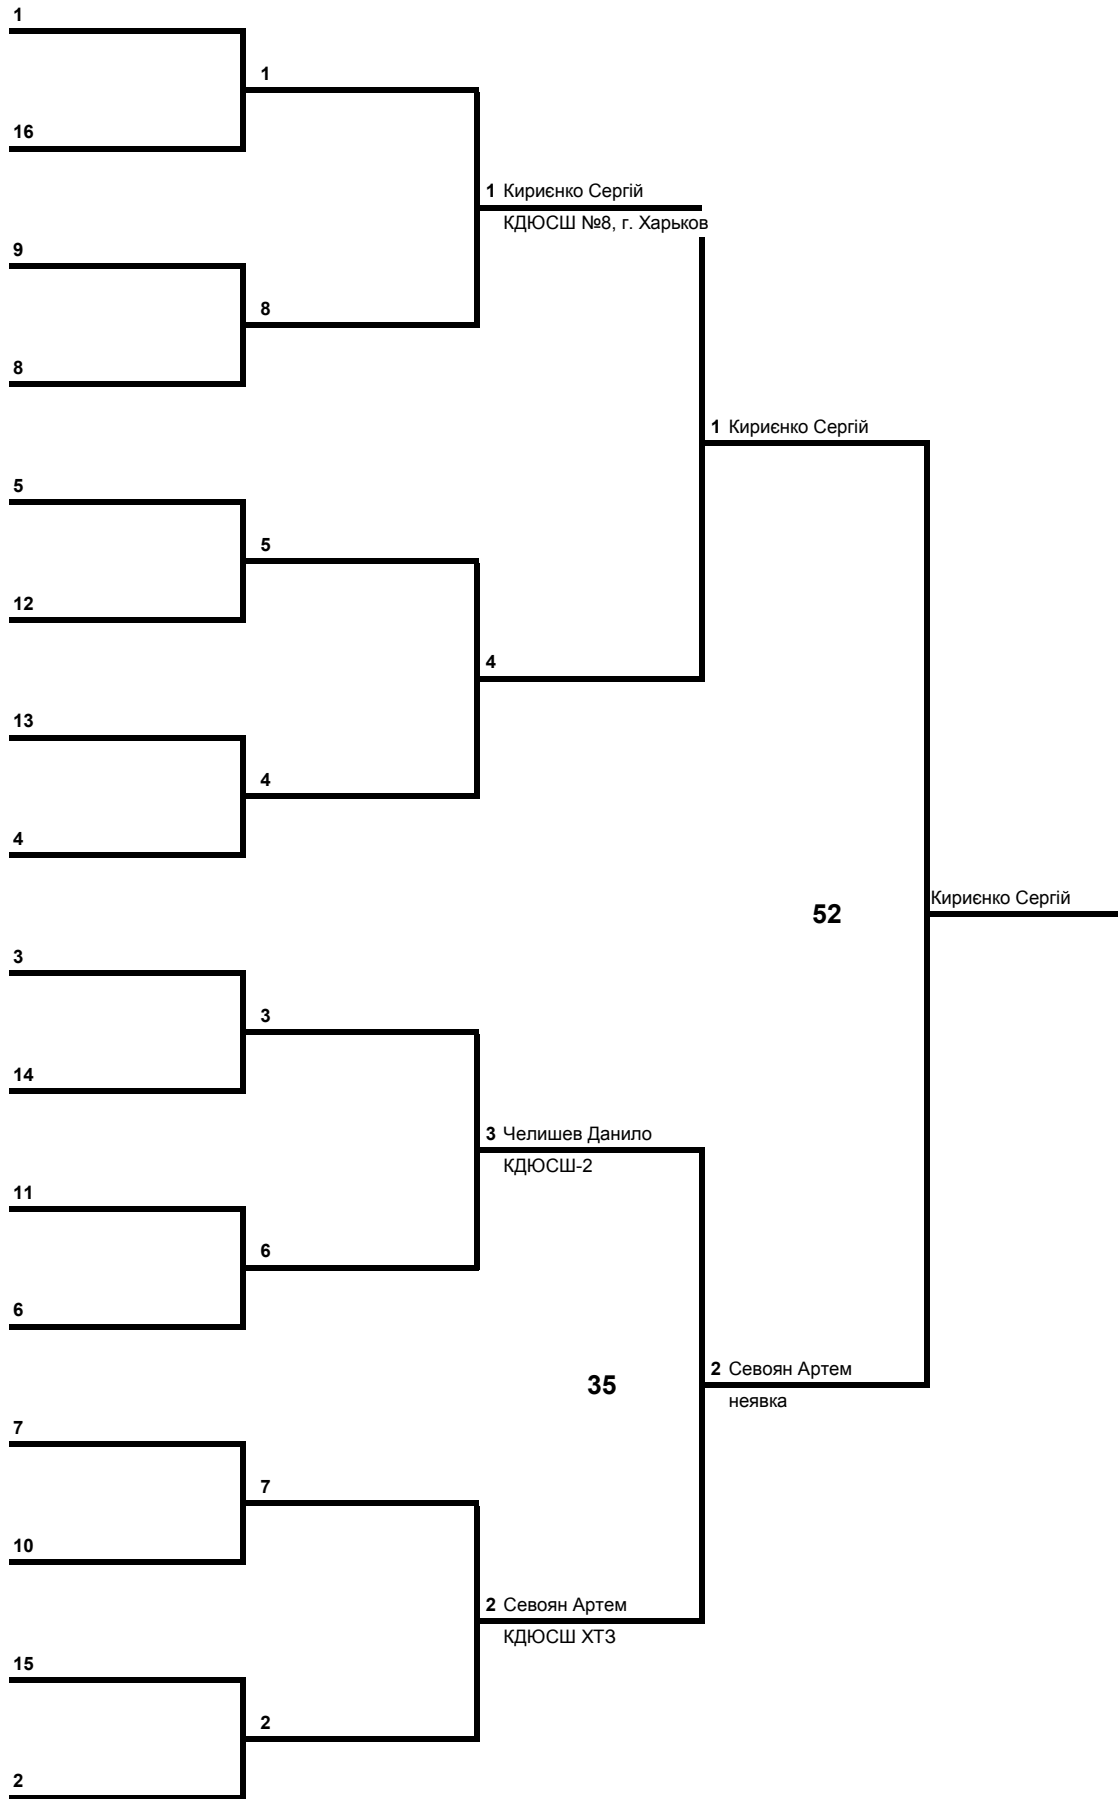 1
1
16
1 Кириєнко Сергій
КДЮСШ №8, г. Харьков
9
8
8
1 Кириєнко Сергій
5
5
12
4
13
4
4
Кириєнко Сергій
52
3
3
14
3 Челишев Данило
КДЮСШ-2
11
6
6
2 Севоян Артем
35
неявка
7
7
10
2 Севоян Артем
КДЮСШ ХТЗ
15
2
2